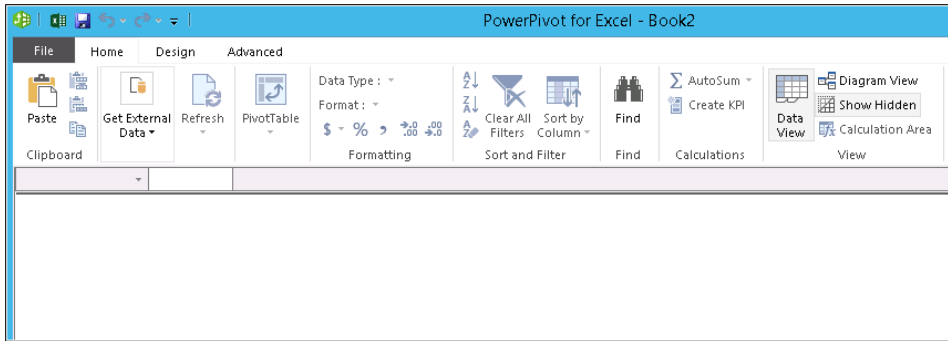 PowerPivot for Excel - Book2
File Home Design Advanced
Paste
Get External Data
Refresh
PivotTable
Data Type :
Format :
$ % , .00 .00
Clear All Filters
Sort by Column
Find
AutoSum
Create KPI
Data View
Diagram View
Show Hidden
Calculation Area
Clipboard Formatting Sort and Filter Find Calculations View